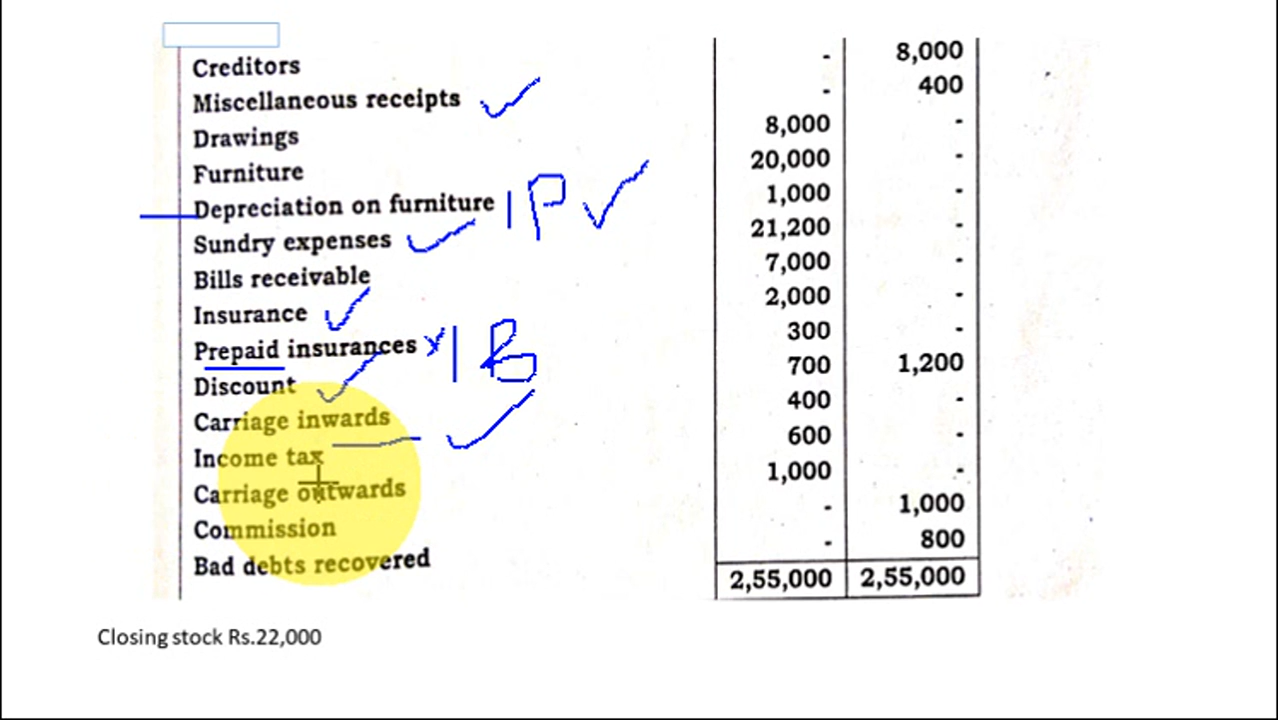 Creditors - 8,000
Miscellaneous receipts - 400
Drawings 8,000 -
Furniture 20,000 -
Depreciation on furniture | P 1,000 -
Sundry expenses 21,200 -
Bills receivable 7,000 -
Insurance 2,000 -
Prepaid insurances x | B 300 -
Discount 700 1,200
Carriage inwards 400 -
Income tax 600 -
Carriage outwards 1,000 -
Commission - 1,000
Bad debts recovered - 800
2,55,000 2,55,000
Closing stock Rs.22,000